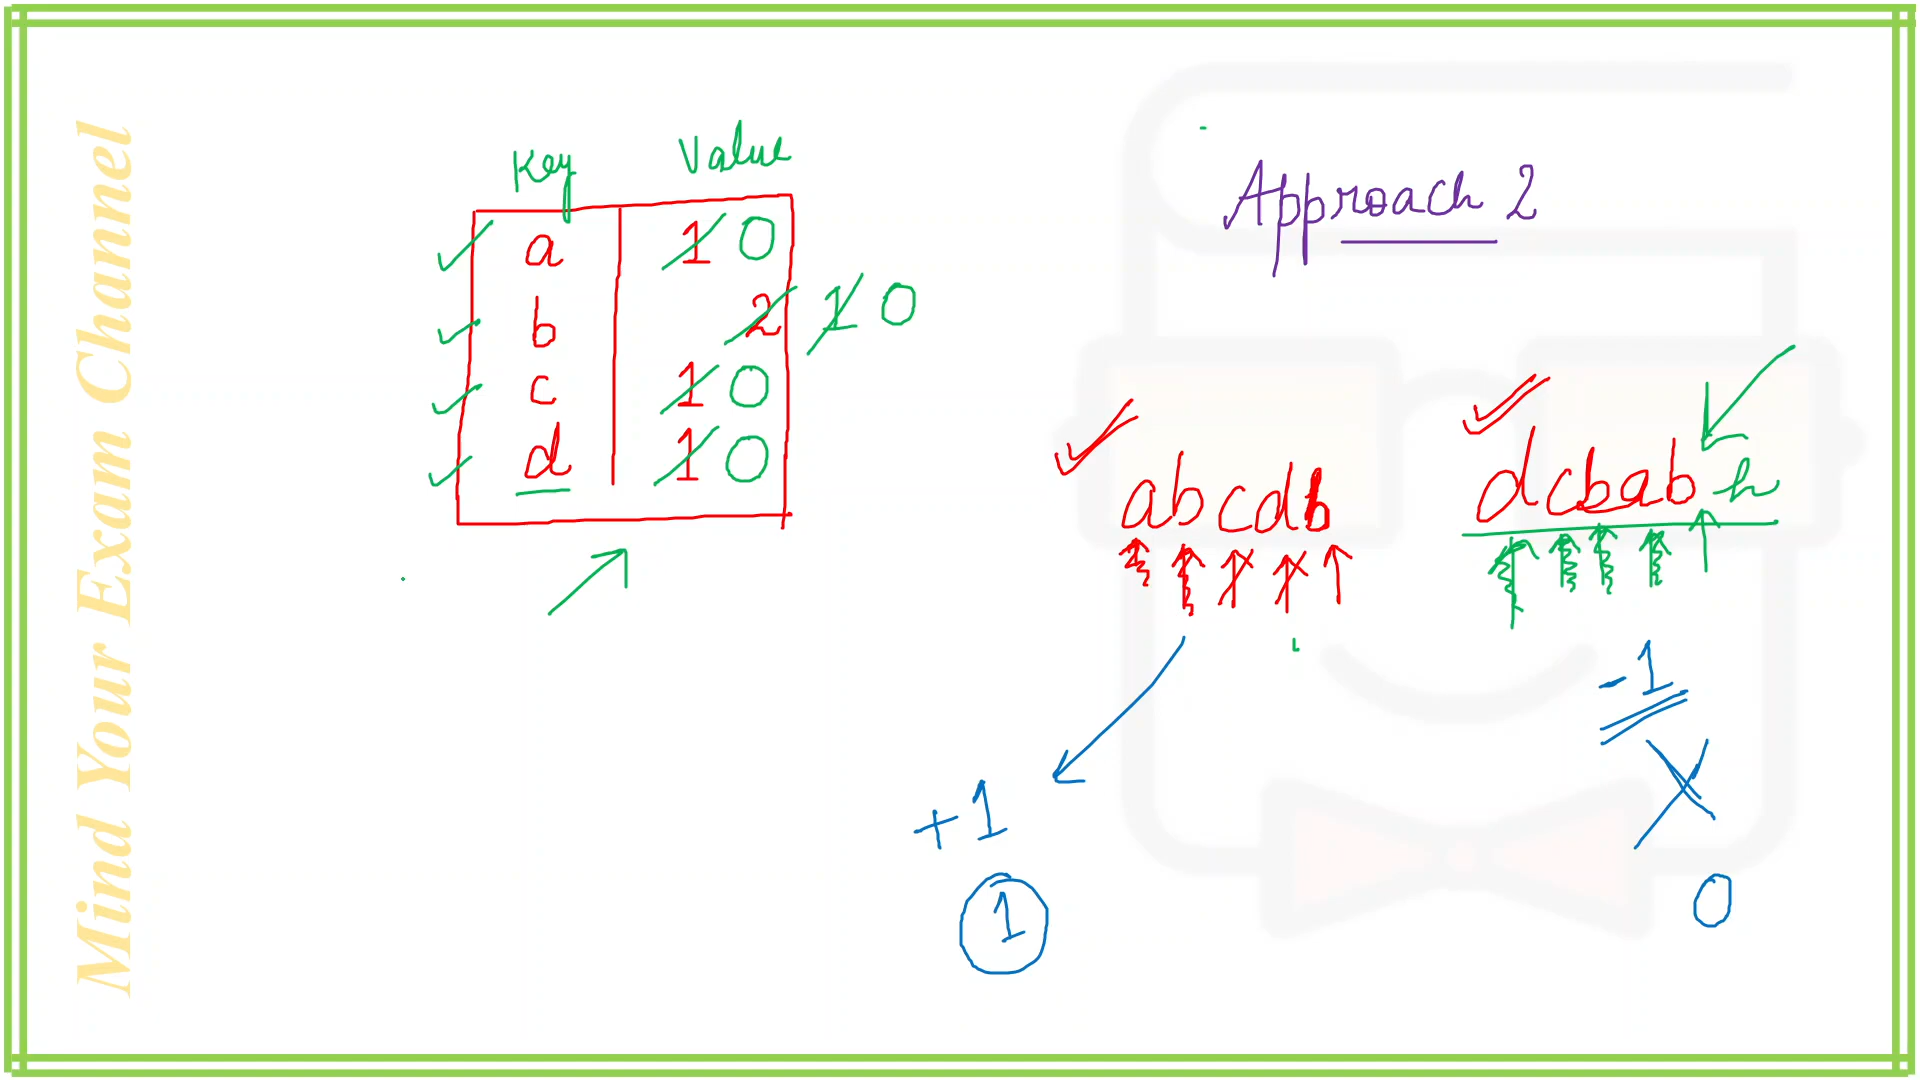 Mind Your Exam Channel
Key Value
a 1 0
b 2 1 0
c 1 0
d 1 0
Approach 2
abcdb
dcbab h
-1
+1
1
0